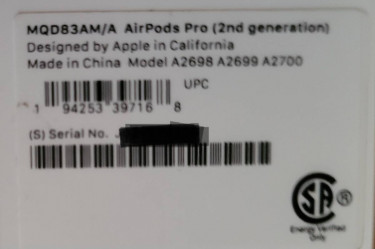 MQD83AM/A AirPods Pro (2nd generation)
Designed by Apple in California
Made in China Model A2698 A2699 A2700
UPC
1 94253 39716 8
(S) Serial No.
SA ®
Energy Verified
Only